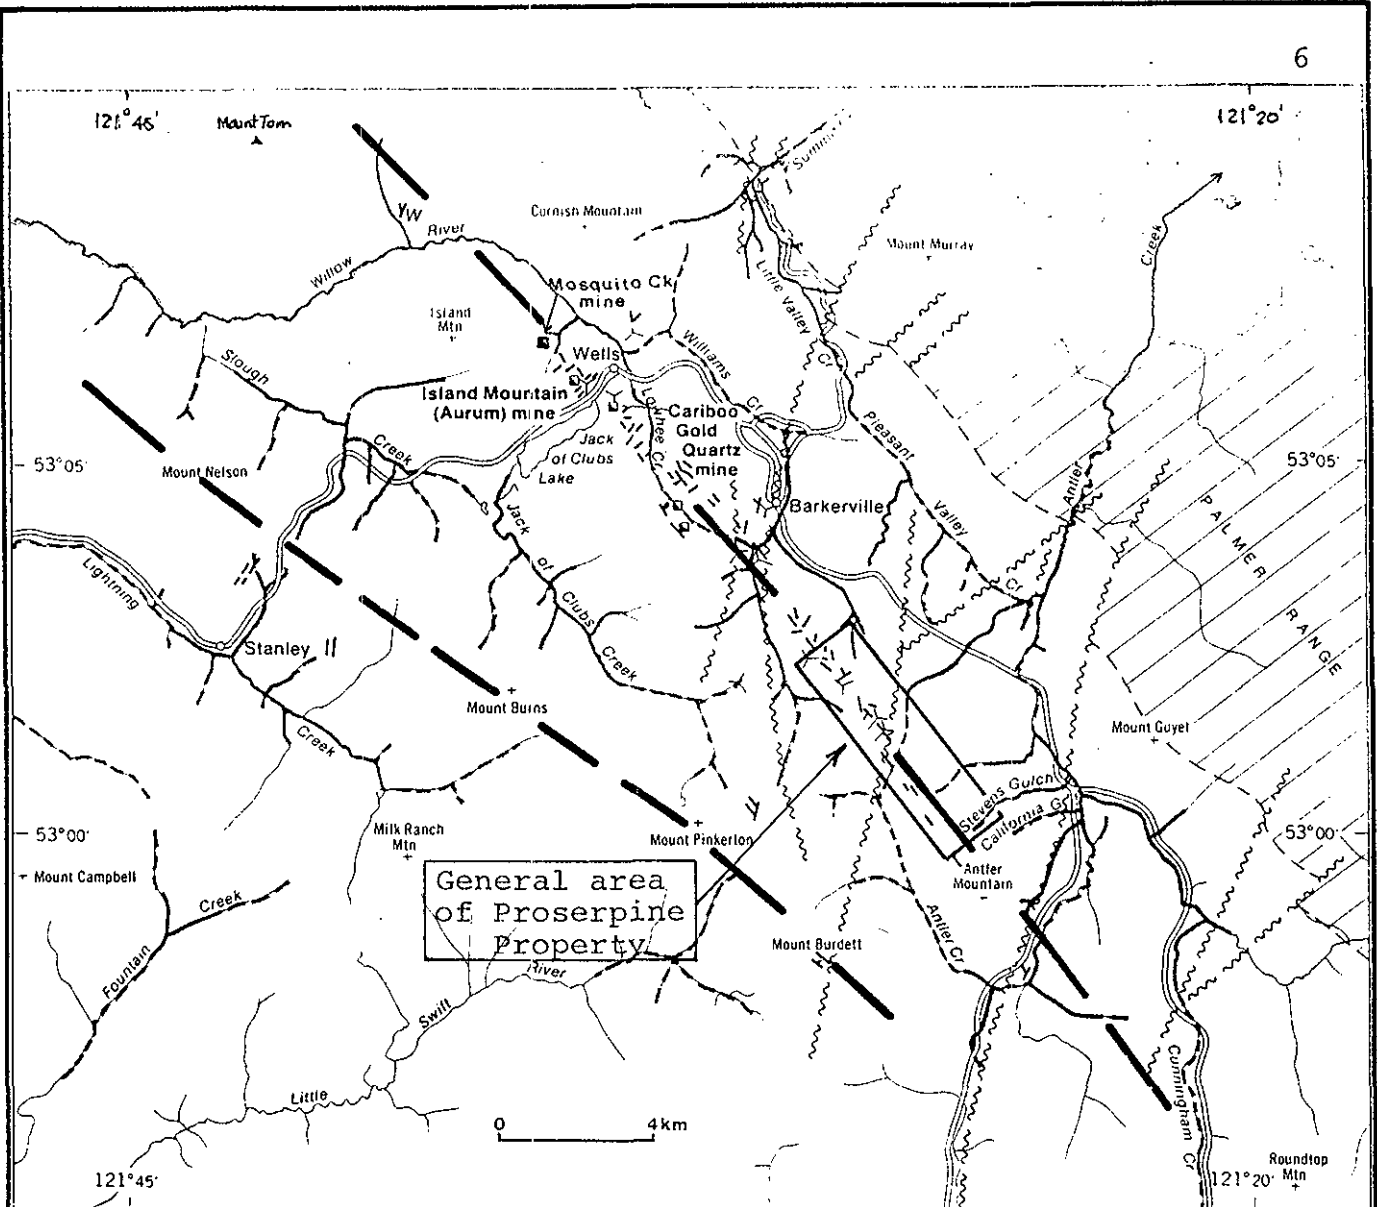 6
121°45'
Mount Tom
121°20'
Summit
YW
River
Willow
Cornish Mountain
Mount Murray
Creek
Little Valley
Cr
Mosquito Ck
mine
Island
Mtn
Wells
Williams
Cr
Slough
Creek
Island Mountain
(Aurum) mine
Lowhee Cr
Cariboo
Gold
Quartz
mine
Jack
of Clubs
Lake
Pleasant
Valley
Cr
Antler
53°05'
53°05'
Mount Nelson
Barkerville
PALMER
RANGE
Lightning
Jack
of
Clubs
Creek
Stanley
Mount Burns
Creek
Mount Guyet
Stevens Gulch
California G
53°00'
53°00'
Milk Ranch
Mtn
Mount Pinkerton
Antler
Mountain
Mount Campbell
General area
of Proserpine
Property
Creek
Fountain
Mount Burdett
Antler Cr
River
Swift
Little
Cunningham Cr
0 4km
121°45'
121°20'
Roundtop
Mtn